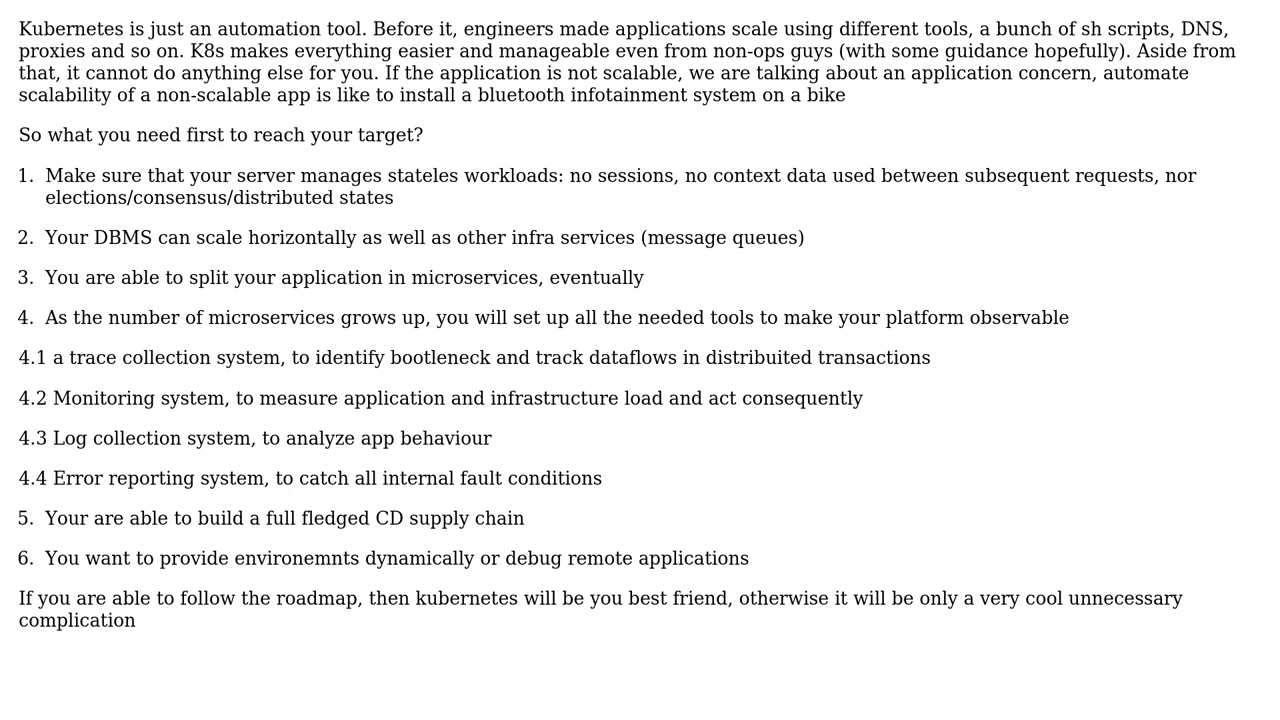 Kubernetes is just an automation tool. Before it, engineers made applications scale using different tools, a bunch of sh scripts, DNS,
proxies and so on. K8s makes everything easier and manageable even from non-ops guys (with some guidance hopefully). Aside from
that, it cannot do anything else for you. If the application is not scalable, we are talking about an application concern, automate
scalability of a non-scalable app is like to install a bluetooth infotainment system on a bike
So what you need first to reach your target?
1. Make sure that your server manages stateles workloads: no sessions, no context data used between subsequent requests, nor
elections/consensus/distributed states
2. Your DBMS can scale horizontally as well as other infra services (message queues)
3. You are able to split your application in microservices, eventually
4. As the number of microservices grows up, you will set up all the needed tools to make your platform observable
4.1 a trace collection system, to identify bootleneck and track dataflows in distribuited transactions
4.2 Monitoring system, to measure application and infrastructure load and act consequently
4.3 Log collection system, to analyze app behaviour
4.4 Error reporting system, to catch all internal fault conditions
5. Your are able to build a full fledged CD supply chain
6. You want to provide environemnts dynamically or debug remote applications
If you are able to follow the roadmap, then kubernetes will be you best friend, otherwise it will be only a very cool unnecessary
complication